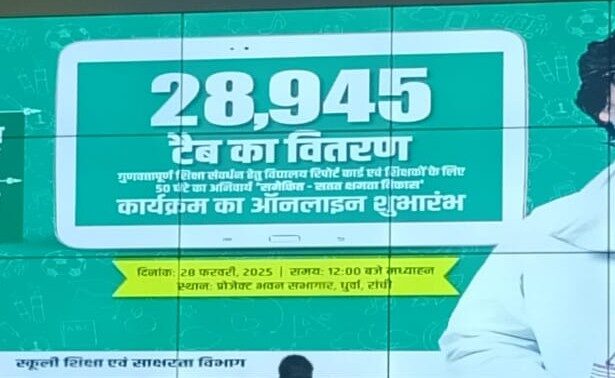 28,945
टैब का वितरण
गुणवत्तापूर्ण शिक्षा संवर्धन हेतु विद्यालय रिपोर्ट कार्ड एवं शिक्षकों के लिए
50 घंटे का अनिवार्य "समेकित - सतत क्षमता विकास"
कार्यक्रम का ऑनलाइन शुभारंभ
दिनांक: 28 फरवरी, 2025 | समय: 12:00 बजे मध्याहन
स्थान: प्रोजेक्ट भवन सभागार, धुर्वा, रांची
स्कूली शिक्षा एवं साक्षरता विभाग